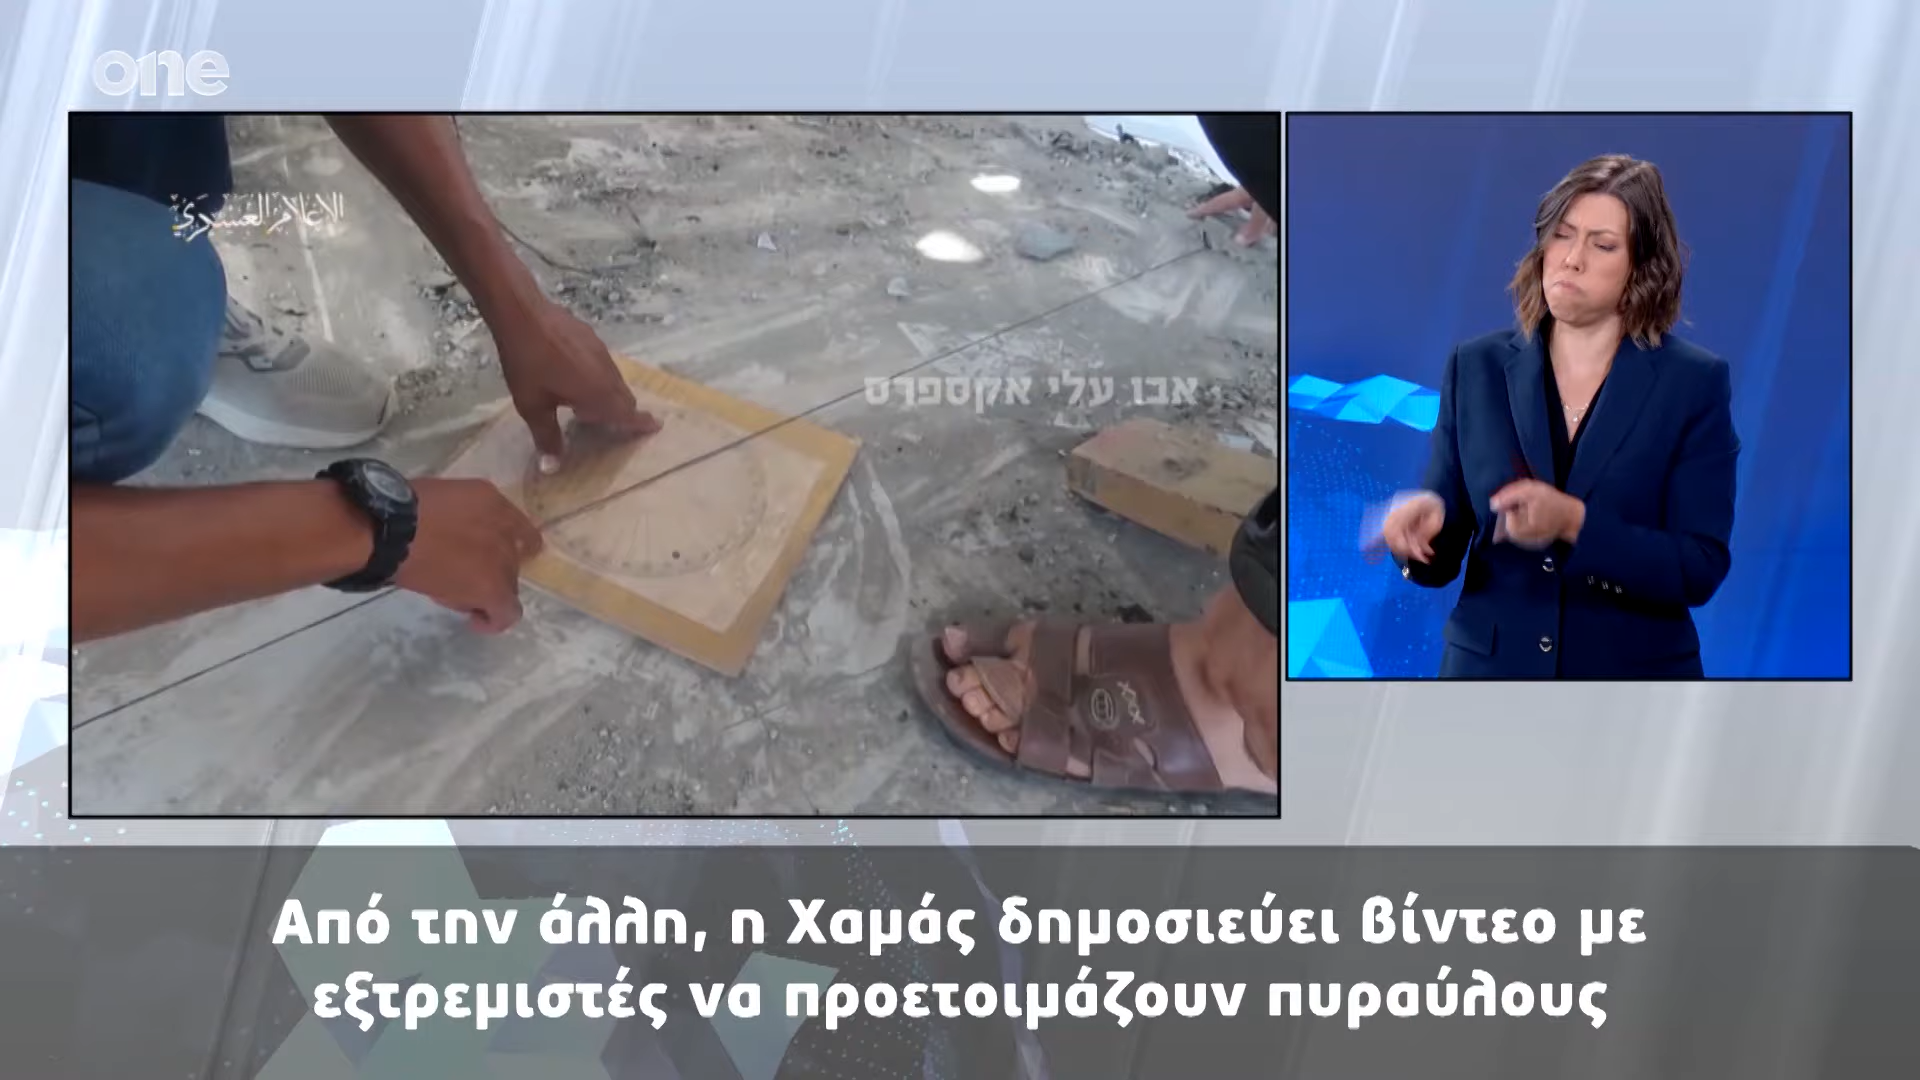 one
الإعلام العسكري
אבו עלי אקספרס
Από την άλλη, η Χαμάς δημοσιεύει βίντεο με
εξτρεμιστές να προετοιμάζουν πυραύλους